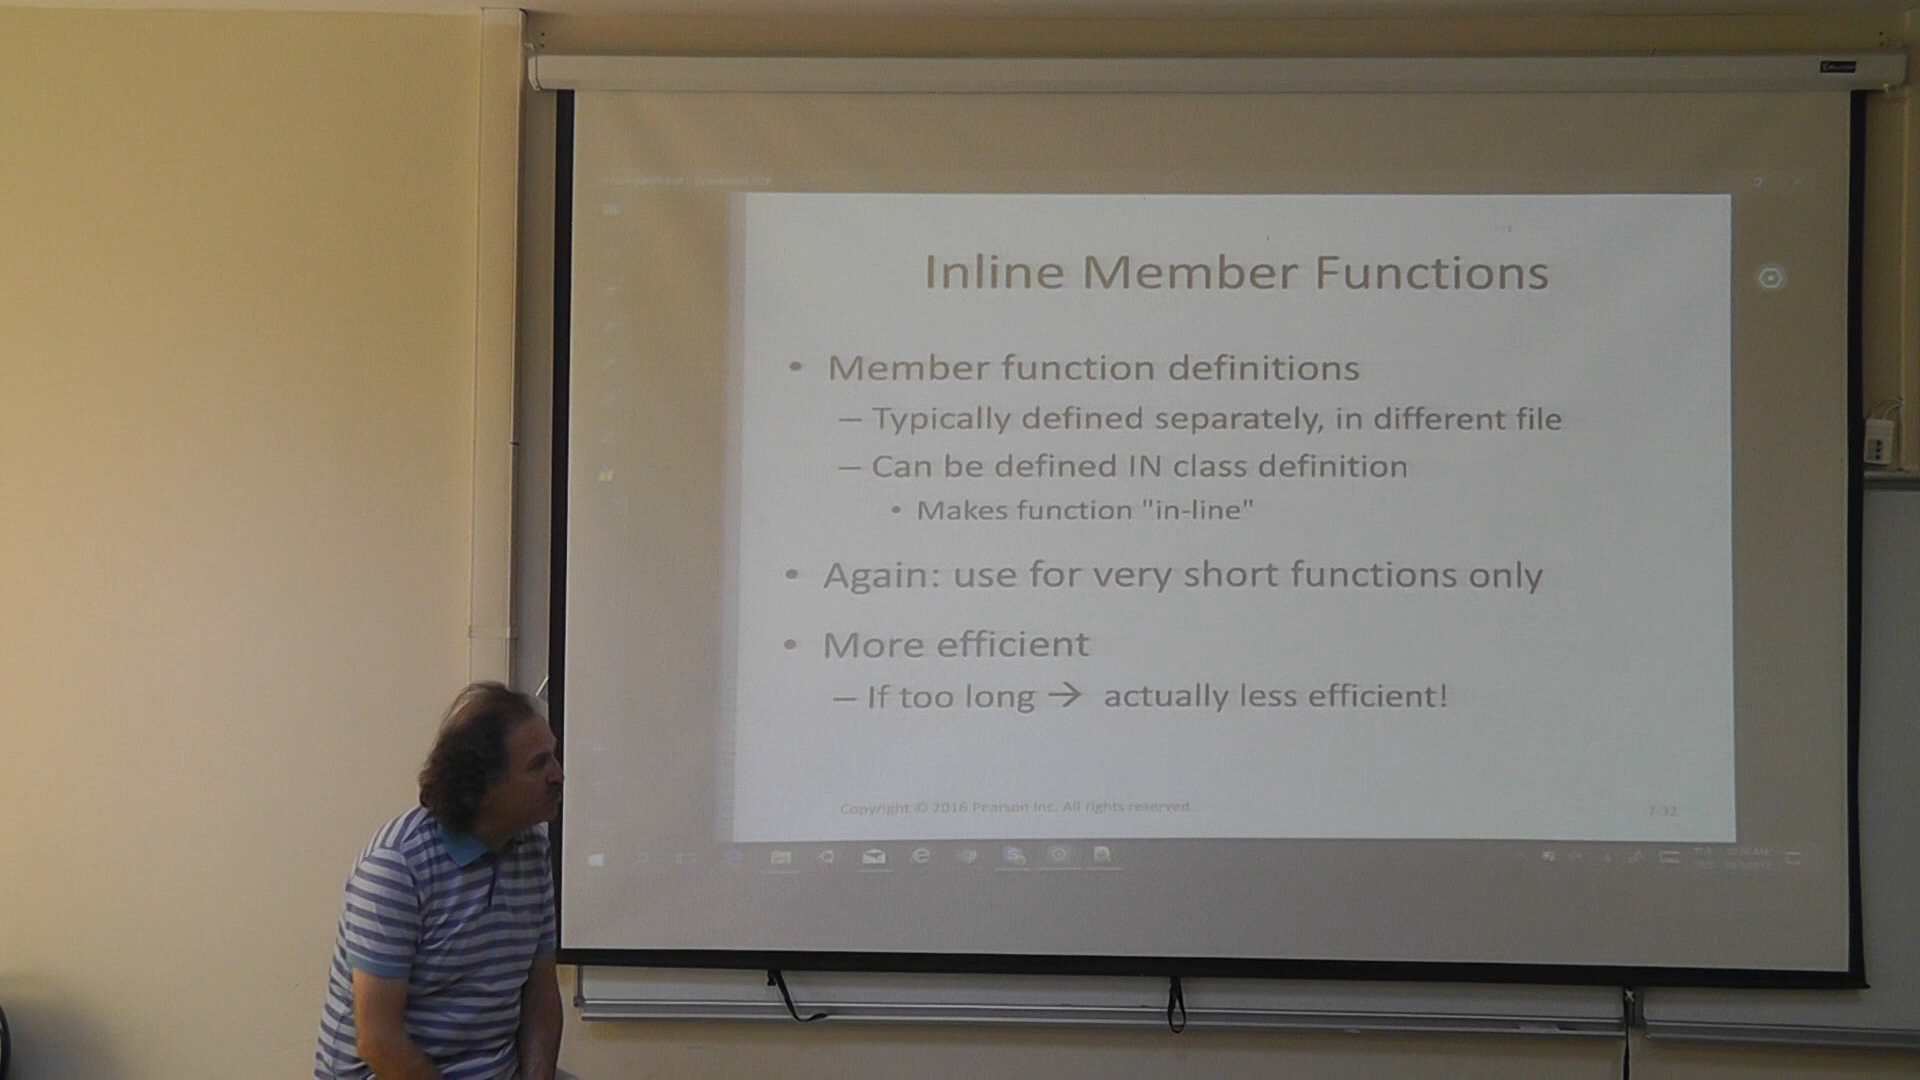 Inline Member Functions
• Member function definitions
– Typically defined separately, in different file
– Can be defined IN class definition
• Makes function "in-line"
• Again: use for very short functions only
• More efficient
– If too long → actually less efficient!
Copyright © 2016 Pearson Inc. All rights reserved.
7-32